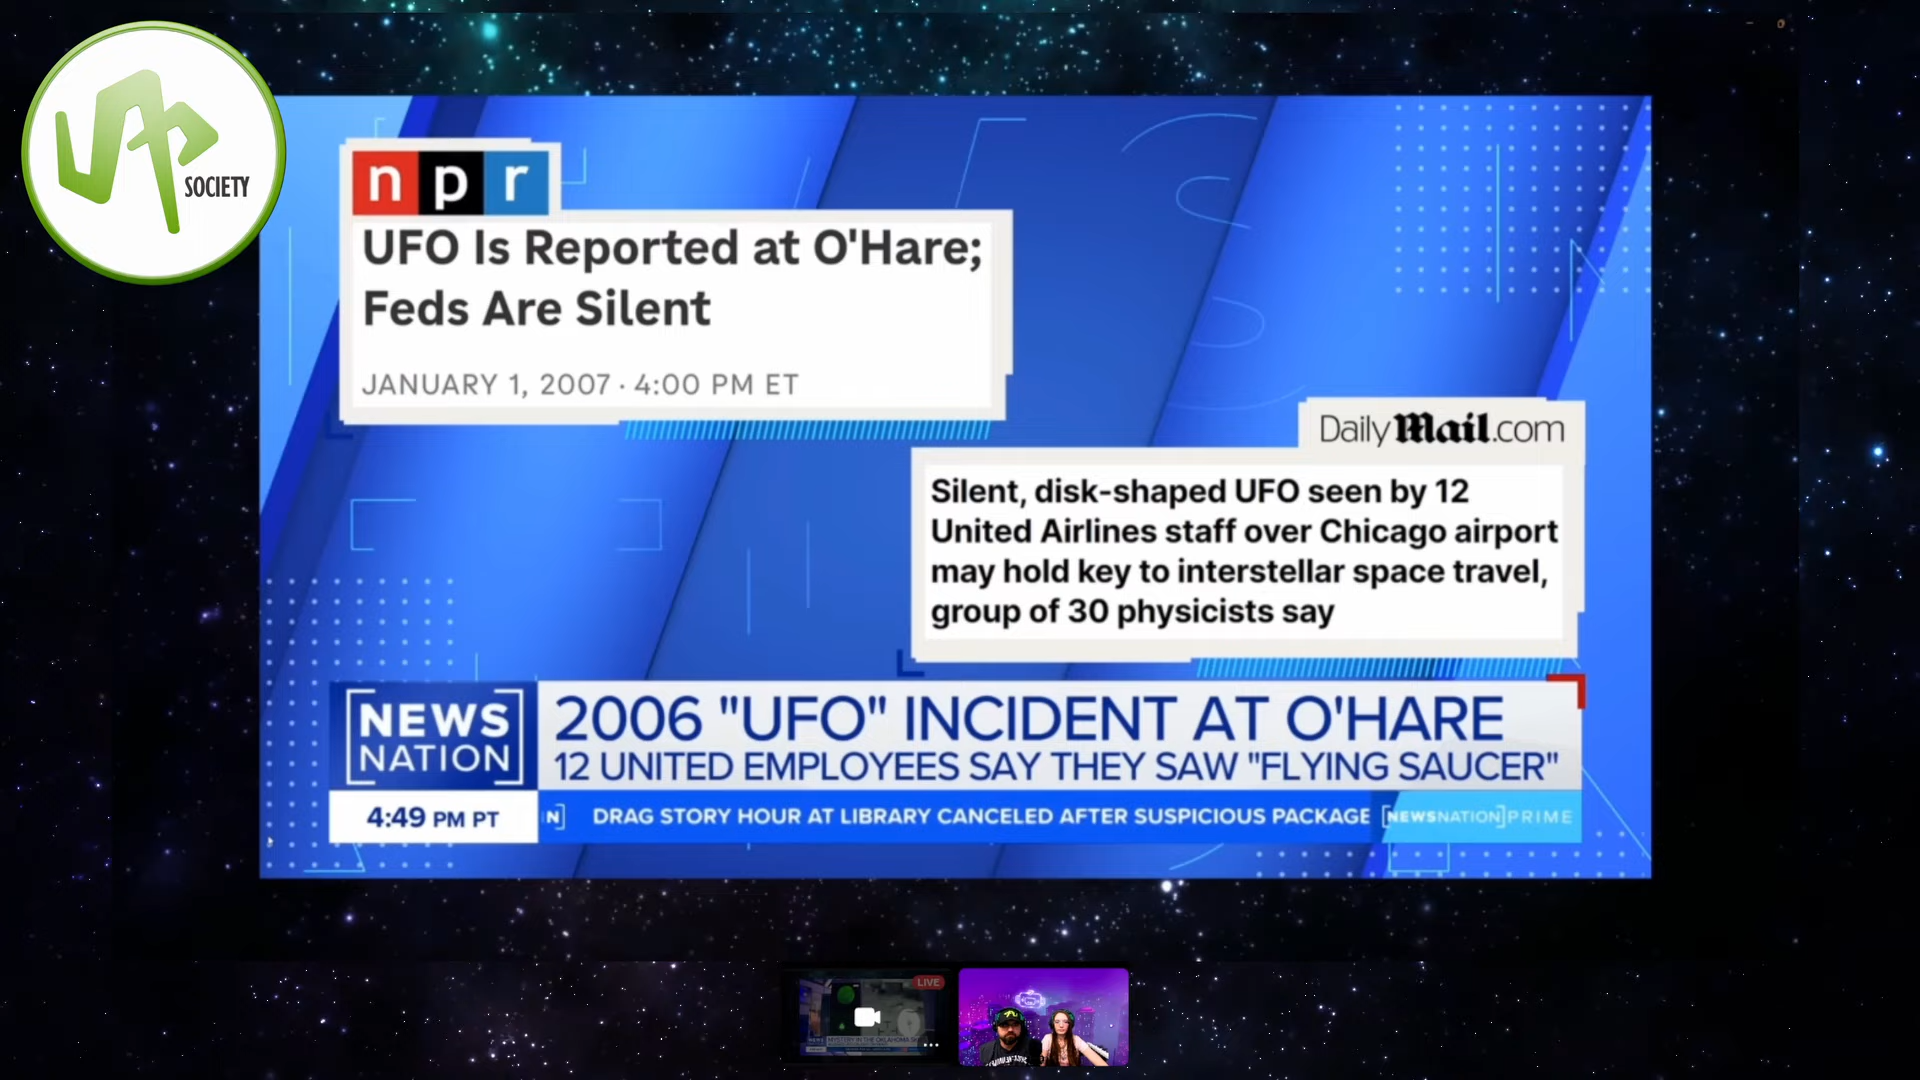 UAP
SOCIETY
npr
UFO Is Reported at O'Hare;
Feds Are Silent
JANUARY 1, 2007 · 4:00 PM ET
DailyMail.com
Silent, disk-shaped UFO seen by 12
United Airlines staff over Chicago airport
may hold key to interstellar space travel,
group of 30 physicists say
NEWS
NATION
2006 "UFO" INCIDENT AT O'HARE
12 UNITED EMPLOYEES SAY THEY SAW "FLYING SAUCER"
4:49 PM PT
N] DRAG STORY HOUR AT LIBRARY CANCELED AFTER SUSPICIOUS PACKAGE
[NEWSNATION]PRIME
LIVE